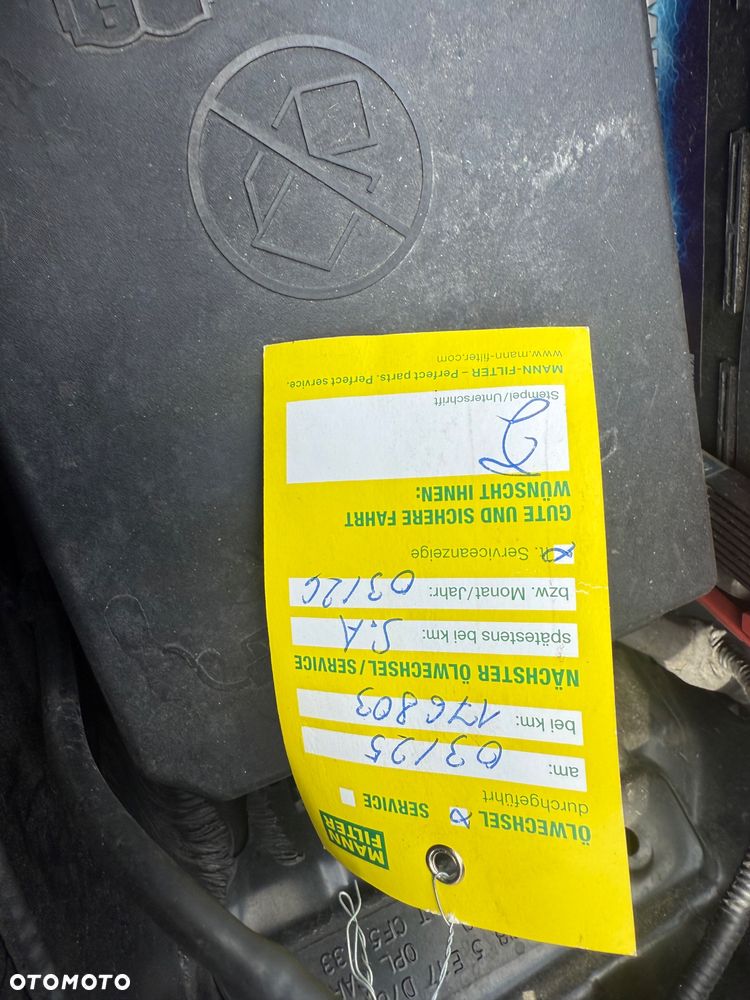 MANN
FILTER
ÖLWECHSEL SERVICE
durchgeführt
am: 03/25
bei km: 176803
NÄCHSTER ÖLWECHSEL/SERVICE
spätestens bei km: S.A
bzw. Monat/Jahr: 03/26
lt. Serviceanzeige
GUTE UND SICHERE FAHRT
WÜNSCHT IHNEN:
Stempel/Unterschrift
MANN-FILTER – Perfect parts. Perfect service.
www.mann-filter.com
OTOMOTO